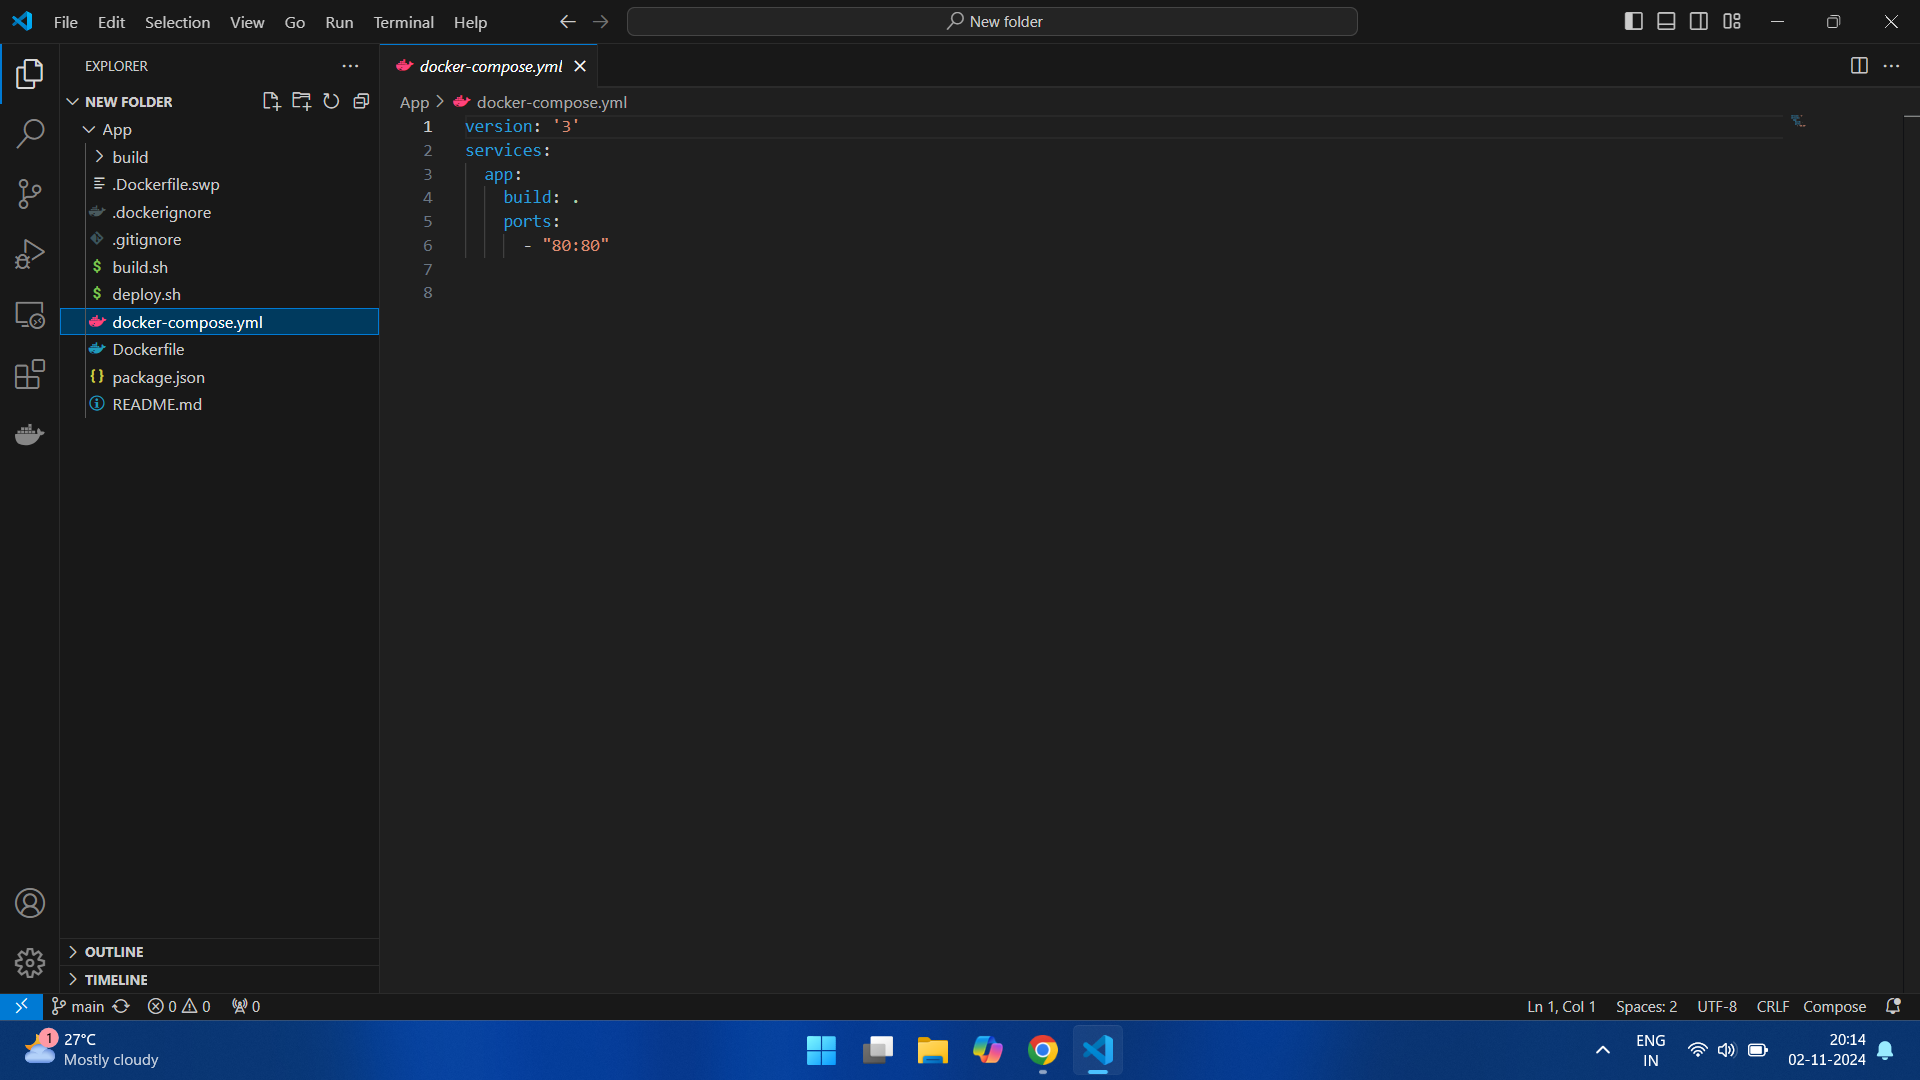 File Edit Selection View Go Run Terminal Help
New folder
EXPLORER
NEW FOLDER
App
build
.Dockerfile.swp
.dockerignore
.gitignore
$ build.sh
$ deploy.sh
docker-compose.yml
Dockerfile
{} package.json
README.md
OUTLINE
TIMELINE
docker-compose.yml
App > docker-compose.yml
1 version: '3'
2 services:
3 app:
4 build: .
5 ports:
6 - "80:80"
7
8
main 0 0 0
Ln 1, Col 1 Spaces: 2 UTF-8 CRLF Compose
1
27°C
Mostly cloudy
ENG
IN
20:14
02-11-2024